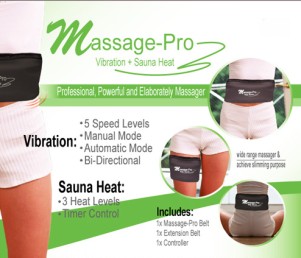 Massage-Pro
Vibration + Sauna Heat
Professional, Powerful and Elaborately Massager
Vibration:
• 5 Speed Levels
• Manual Mode
• Automatic Mode
• Bi-Directional
wide range massager &
achieve slimming purpose
Sauna Heat:
• 3 Heat Levels
• Timer Control
Includes:
1x Massage-Pro Belt
1x Extension Belt
1x Controller